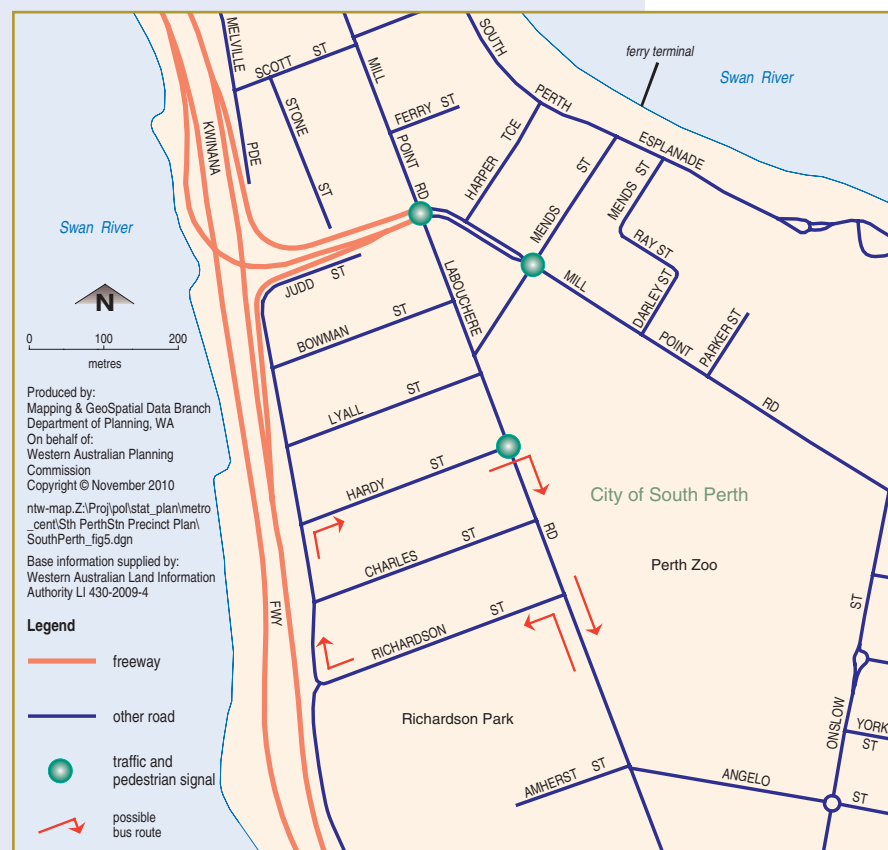 MELVILLE
PDE
SCOTT ST
STONE
ST
MILL
POINT
RD
FERRY ST
SOUTH
PERTH
ESPLANADE
ferry terminal
Swan River
KWINANA
HARPER TCE
MENDS ST
MENDS ST
RAY ST
DARLEY ST
MILL
POINT
RD
PARKER ST
Swan River
N
0 100 200
metres
JUDD ST
BOWMAN ST
LABOUCHERE
LYALL ST
HARDY ST
CHARLES ST
RD
RICHARDSON ST
FWY
City of South Perth
Perth Zoo
Richardson Park
AMHERST ST
ANGELO
ST
ST
ONSLOW
YORK
ST
Produced by:
Mapping & GeoSpatial Data Branch
Department of Planning, WA
On behalf of:
Western Australian Planning
Commission
Copyright © November 2010
ntw-map.Z:\Proj\pol\stat_plan\metro
_cent\Sth PerthStn Precinct Plan\
SouthPerth_fig5.dgn
Base information supplied by:
Western Australian Land Information
Authority LI 430-2009-4
Legend
freeway
other road
traffic and
pedestrian signal
possible
bus route